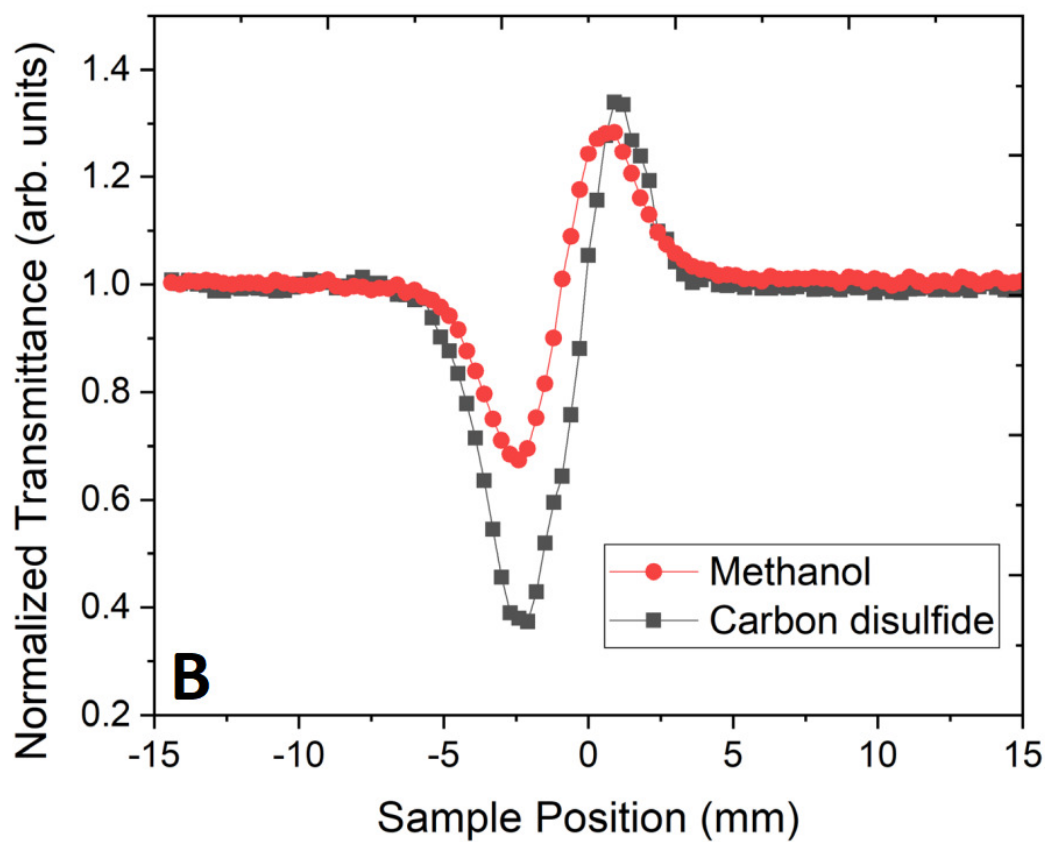 Normalized Transmittance (arb. units)
1.4
1.2
1.0
0.8
0.6
0.4
0.2
Methanol
Carbon disulfide
B
-15
-10
-5
0
5
10
15
Sample Position (mm)